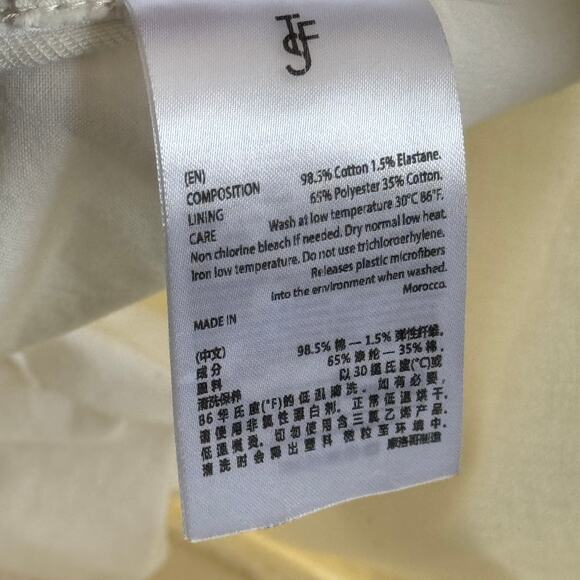 TCFJ
(EN)
COMPOSITION 98.5% Cotton 1.5% Elastane.
LINING 65% Polyester 35% Cotton.
CARE Wash at low temperature 30°C 86°F.
Non chlorine bleach if needed. Dry normal low heat.
Iron low temperature. Do not use trichloroerhylene.
Releases plastic microfibers
into the environment when washed.
MADE IN Morocco.
(中文)
成分 98.5% 棉 — 1.5% 弹性纤维.
里料 65% 涤纶 — 35% 棉.
清洗保养 以 30 摄氏度(°C)或
86 华氏度(°F)的低温清洗. 如有必要,
请使用非氯性漂白剂. 正常低温烘干.
低温熨烫. 切勿使用含三氯乙烯产品.
清洗时会释出塑料 微粒至环境中.
摩洛哥制造